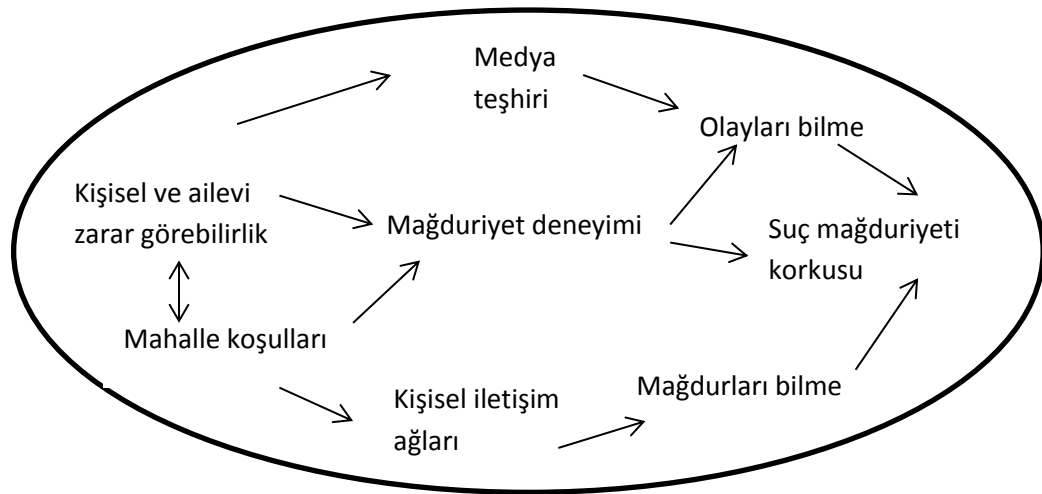 Medya
teşhiri
Olayları bilme
Kişisel ve ailevi
zarar görebilirlik
Mağduriyet deneyimi
Suç mağduriyeti
korkusu
Mahalle koşulları
Mağdurları bilme
Kişisel iletişim
ağları